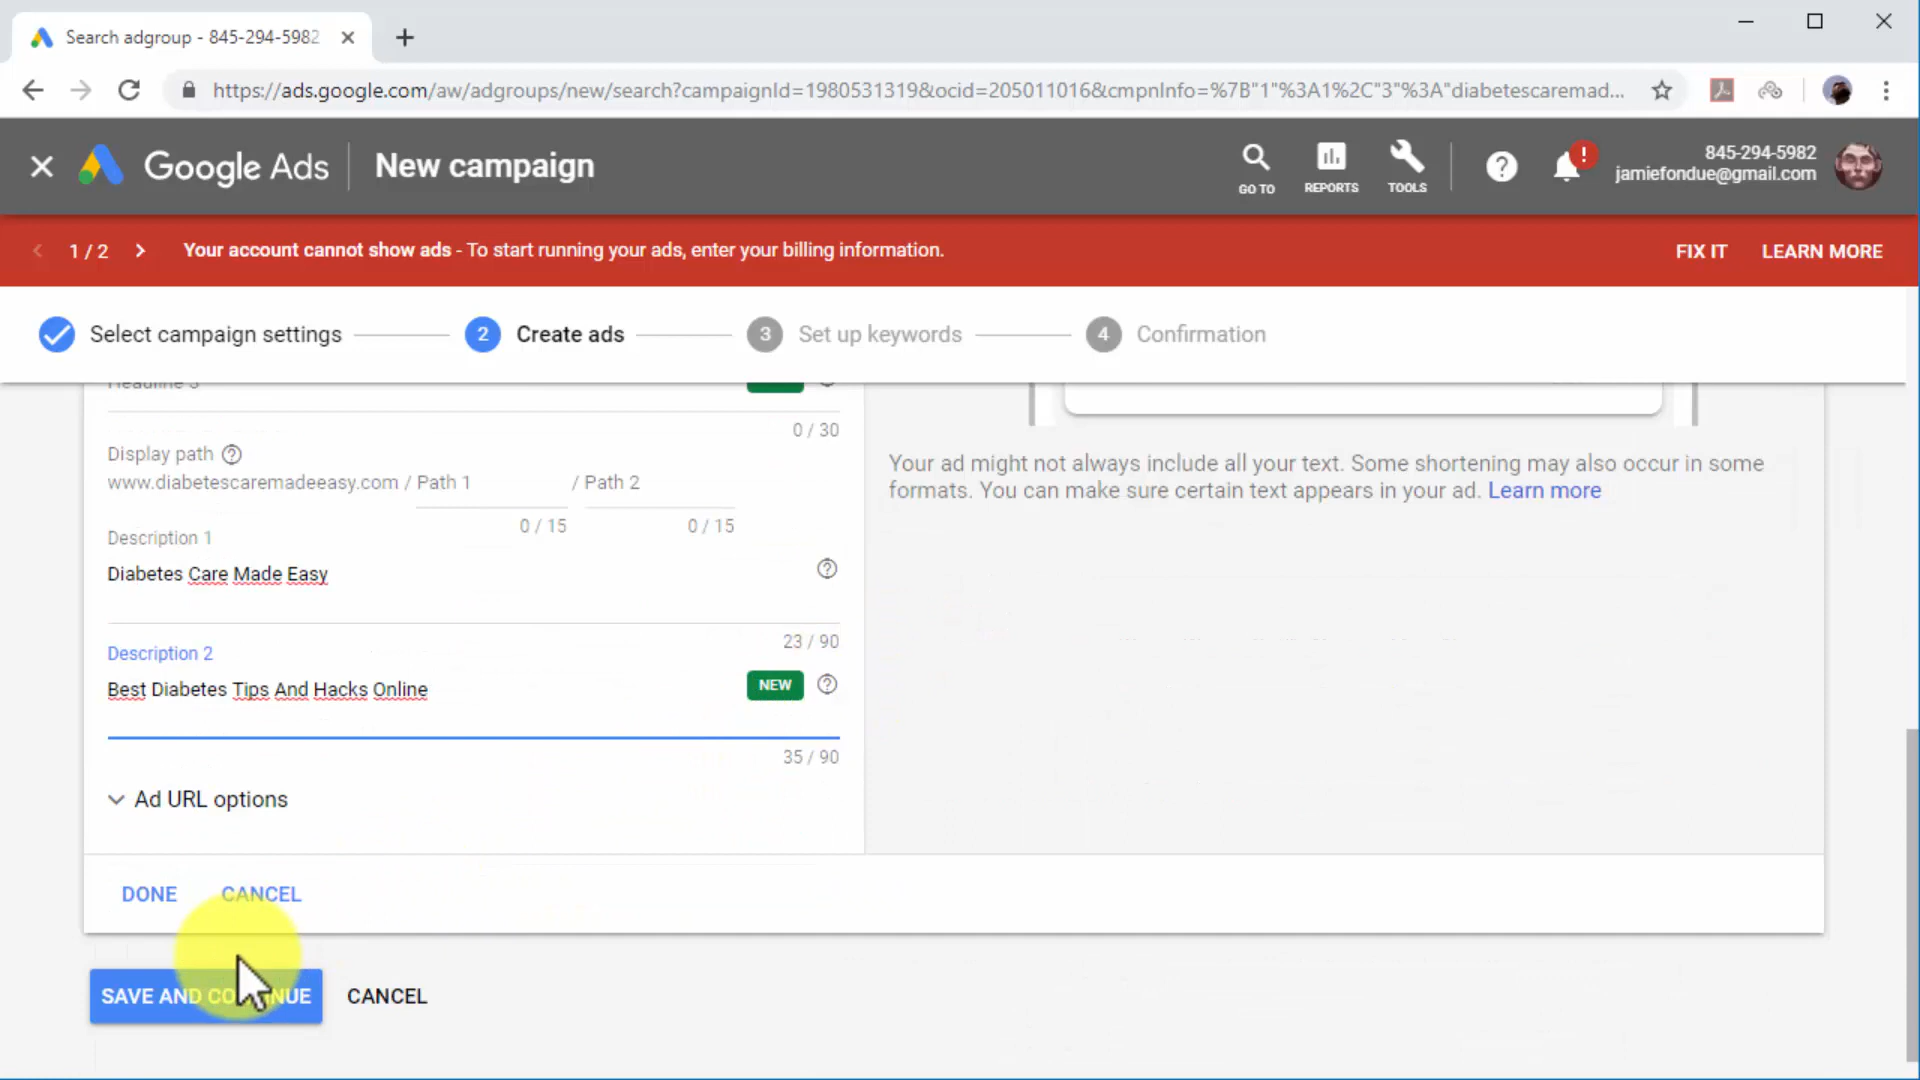 Search adgroup - 845-294-5982
https://ads.google.com/aw/adgroups/new/search?campaignId=1980531319&ocid=205011016&cmpnInfo=%7B"1"%3A1%2C"3"%3A"diabetescaremad...
Google Ads
New campaign
GO TO
REPORTS
TOOLS
?
!
845-294-5982
jamiefondue@gmail.com
1 / 2
Your account cannot show ads - To start running your ads, enter your billing information.
FIX IT
LEARN MORE
Select campaign settings
2
Create ads
3
Set up keywords
4
Confirmation
Headline 3
0 / 30
Display path ?
www.diabetescaremadeeasy.com / Path 1
/ Path 2
0 / 15
0 / 15
Description 1
Diabetes Care Made Easy
?
23 / 90
Description 2
Best Diabetes Tips And Hacks Online
NEW
?
35 / 90
Ad URL options
Your ad might not always include all your text. Some shortening may also occur in some
formats. You can make sure certain text appears in your ad. Learn more
DONE
CANCEL
SAVE AND CONTINUE
CANCEL